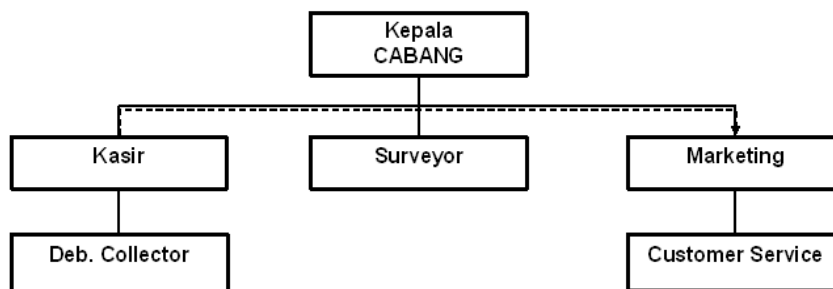 Kepala
CABANG
Kasir
Surveyor
Marketing
Deb. Collector
Customer Service